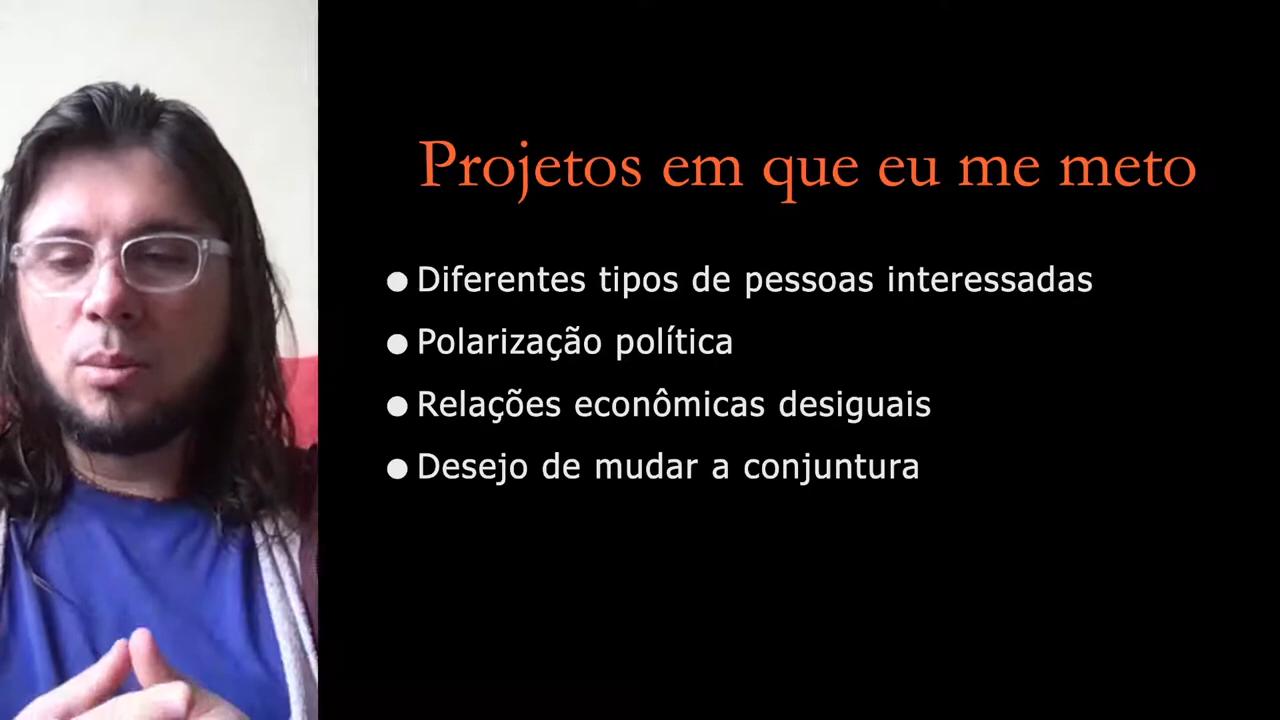 Projetos em que eu me meto
● Diferentes tipos de pessoas interessadas
● Polarização política
● Relações econômicas desiguais
● Desejo de mudar a conjuntura